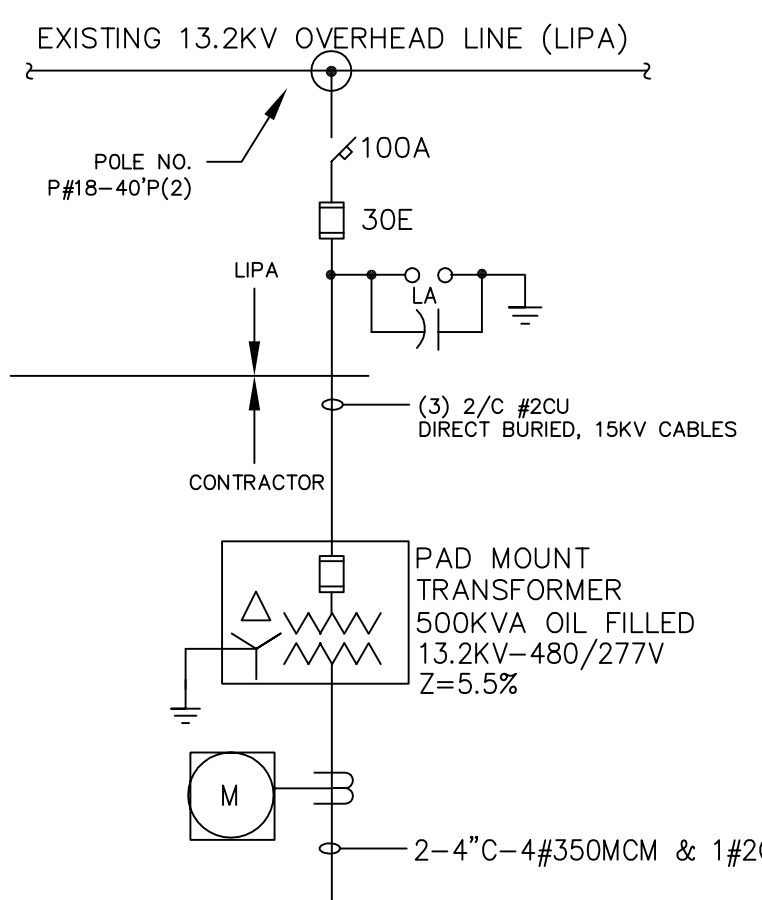 EXISTING 13.2KV OVERHEAD LINE (LIPA)
100A
POLE NO.
P#18-40'P(2)
30E
LIPA
LA
(3) 2/C #2CU
DIRECT BURIED, 15KV CABLES
CONTRACTOR
PAD MOUNT
TRANSFORMER
500KVA OIL FILLED
13.2KV-480/277V
Z=5.5%
M
2-4"C-4#350MCM & 1#2